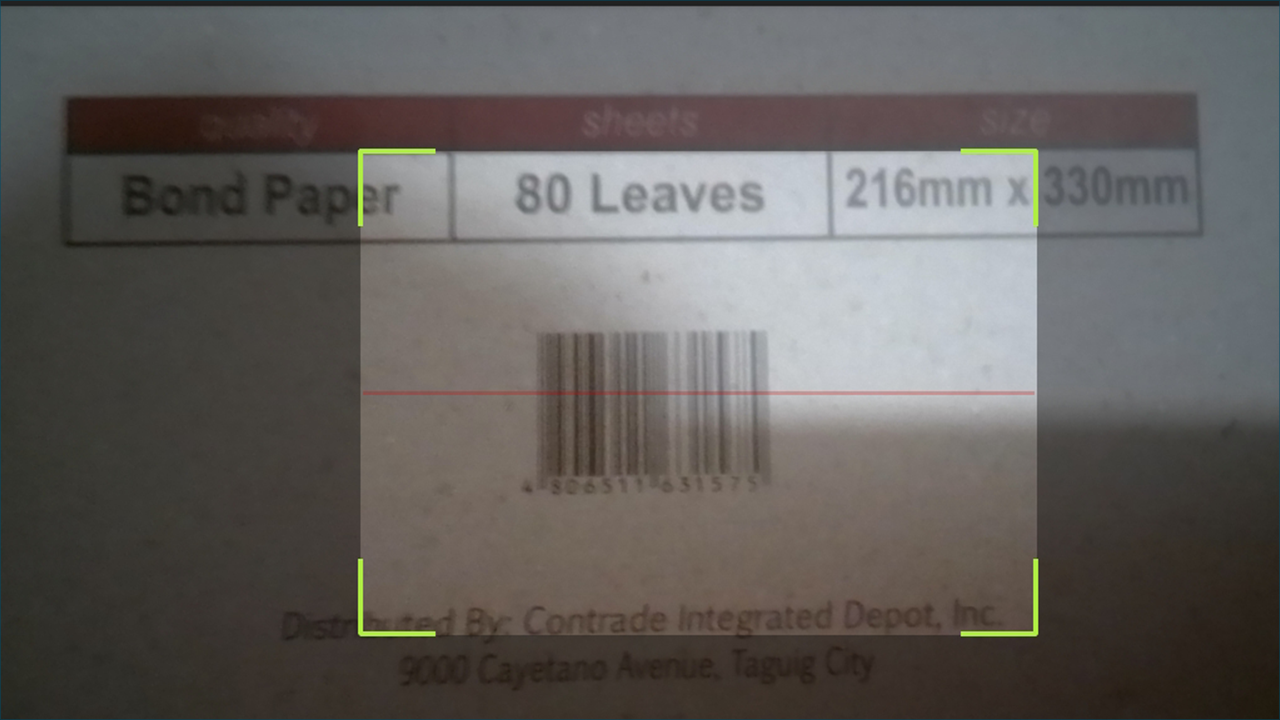 quality sheets size
Bond Paper 80 Leaves 216mm x 330mm
4 806511 631575
Distributed By: Contrade Integrated Depot, Inc.
9000 Cayetano Avenue, Taguig City